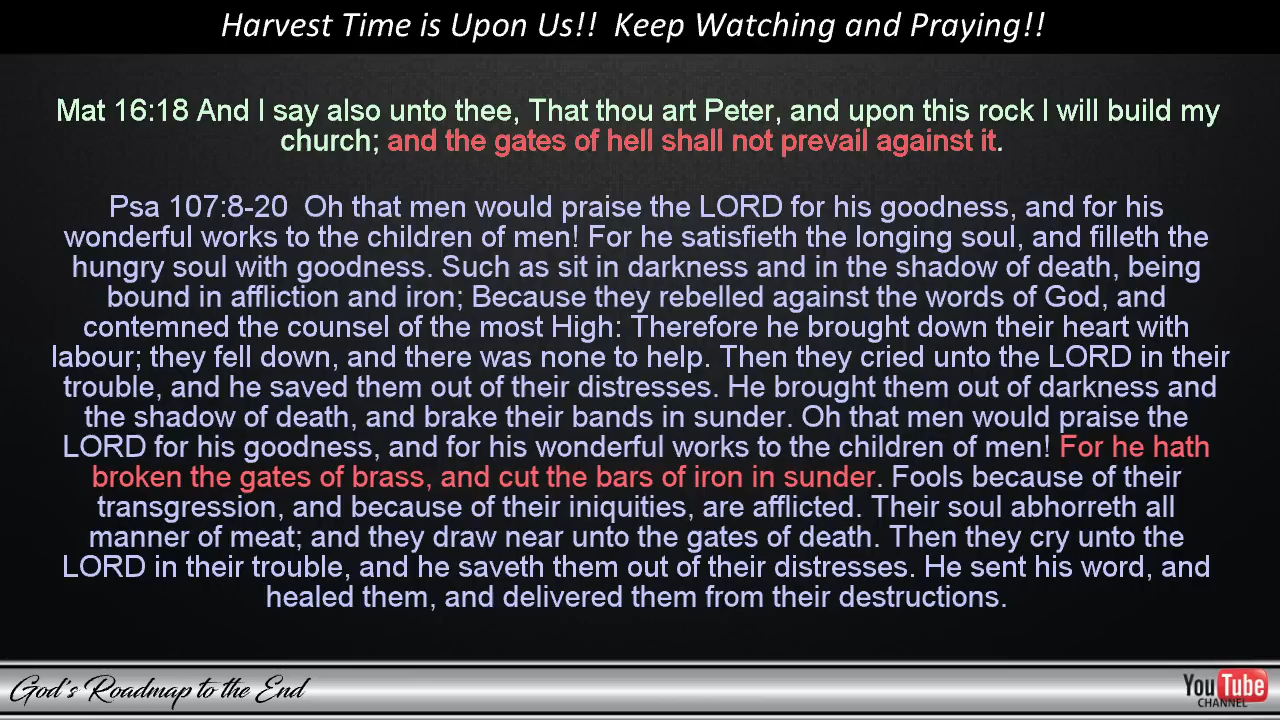 Harvest Time is Upon Us!!  Keep Watching and Praying!!
Mat 16:18 And I say also unto thee, That thou art Peter, and upon this rock I will build my
church; and the gates of hell shall not prevail against it.
Psa 107:8-20  Oh that men would praise the LORD for his goodness, and for his
wonderful works to the children of men! For he satisfieth the longing soul, and filleth the
hungry soul with goodness. Such as sit in darkness and in the shadow of death, being
bound in affliction and iron; Because they rebelled against the words of God, and
contemned the counsel of the most High: Therefore he brought down their heart with
labour; they fell down, and there was none to help. Then they cried unto the LORD in their
trouble, and he saved them out of their distresses. He brought them out of darkness and
the shadow of death, and brake their bands in sunder. Oh that men would praise the
LORD for his goodness, and for his wonderful works to the children of men! For he hath
broken the gates of brass, and cut the bars of iron in sunder. Fools because of their
transgression, and because of their iniquities, are afflicted. Their soul abhorreth all
manner of meat; and they draw near unto the gates of death. Then they cry unto the
LORD in their trouble, and he saveth them out of their distresses. He sent his word, and
healed them, and delivered them from their destructions.
God's Roadmap to the End
YouTube
CHANNEL